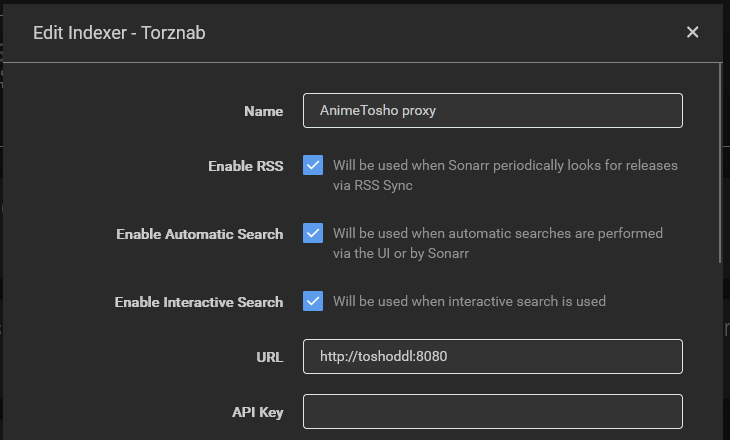 Edit Indexer - Torznab
Name
AnimeTosho proxy
Enable RSS
Will be used when Sonarr periodically looks for releases
via RSS Sync
Enable Automatic Search
Will be used when automatic searches are performed
via the UI or by Sonarr
Enable Interactive Search
Will be used when interactive search is used
URL
http://toshoddl:8080
API Key